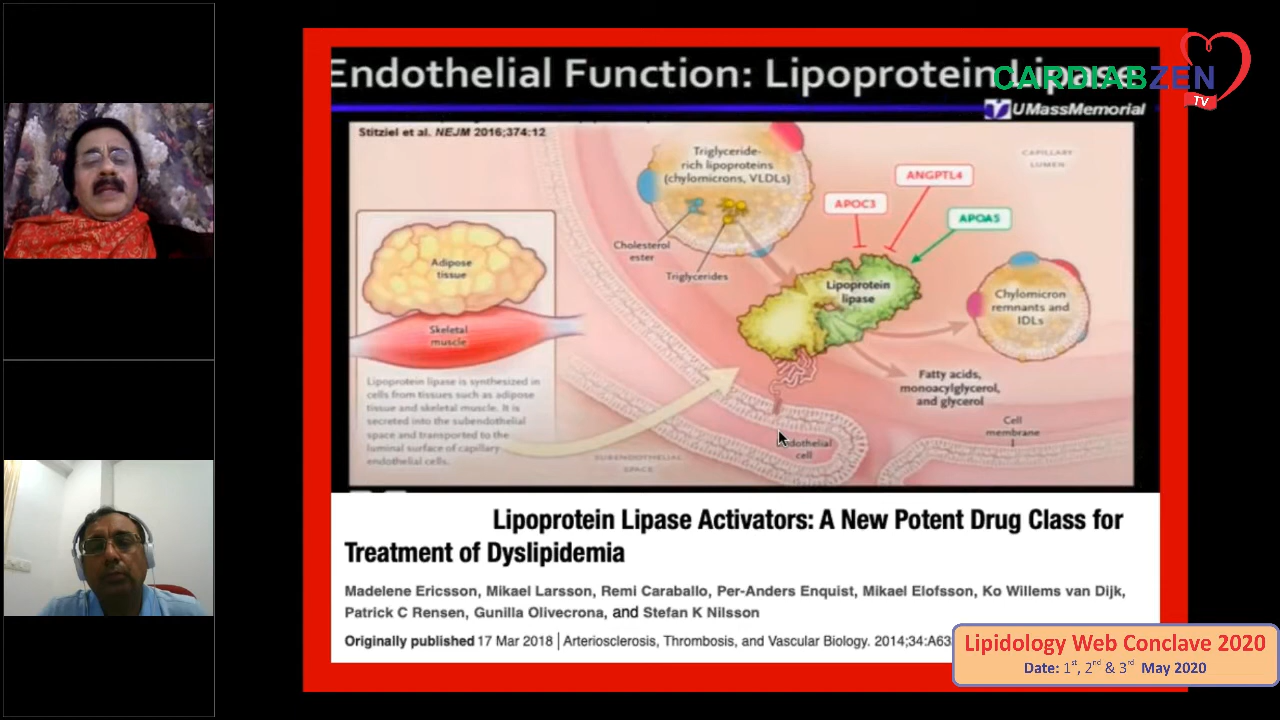 Endothelial Function: Lipoprotein Lipase
CARDIABZEN
TV
UMassMemorial
Stitziel et al. NEJM 2016;374:12
Triglyceride-
rich lipoproteins
(chylomicrons, VLDLs)
CAPILLARY
LUMEN
ANGPTL4
APOC3
APOA5
Cholesterol
ester
Triglycerides
Adipose
tissue
Skeletal
muscle
Lipoprotein
lipase
Chylomicron
remnants and
IDLs
Fatty acids,
monoacylglycerol,
and glycerol
Lipoprotein lipase is synthesized in
cells from tissues such as adipose
tissue and skeletal muscle. It is
secreted into the subendothelial
space and transported to the
luminal surface of capillary
endothelial cells.
SUBENDOTHELIAL
SPACE
ndothelial
cell
Cell
membrane
Lipoprotein Lipase Activators: A New Potent Drug Class for
Treatment of Dyslipidemia
Madelene Ericsson, Mikael Larsson, Remi Caraballo, Per-Anders Enquist, Mikael Elofsson, Ko Willems van Dijk,
Patrick C Rensen, Gunilla Olivecrona, and Stefan K Nilsson
Originally published 17 Mar 2018 | Arteriosclerosis, Thrombosis, and Vascular Biology. 2014;34:A63
Lipidology Web Conclave 2020
Date: 1st, 2nd & 3rd May 2020